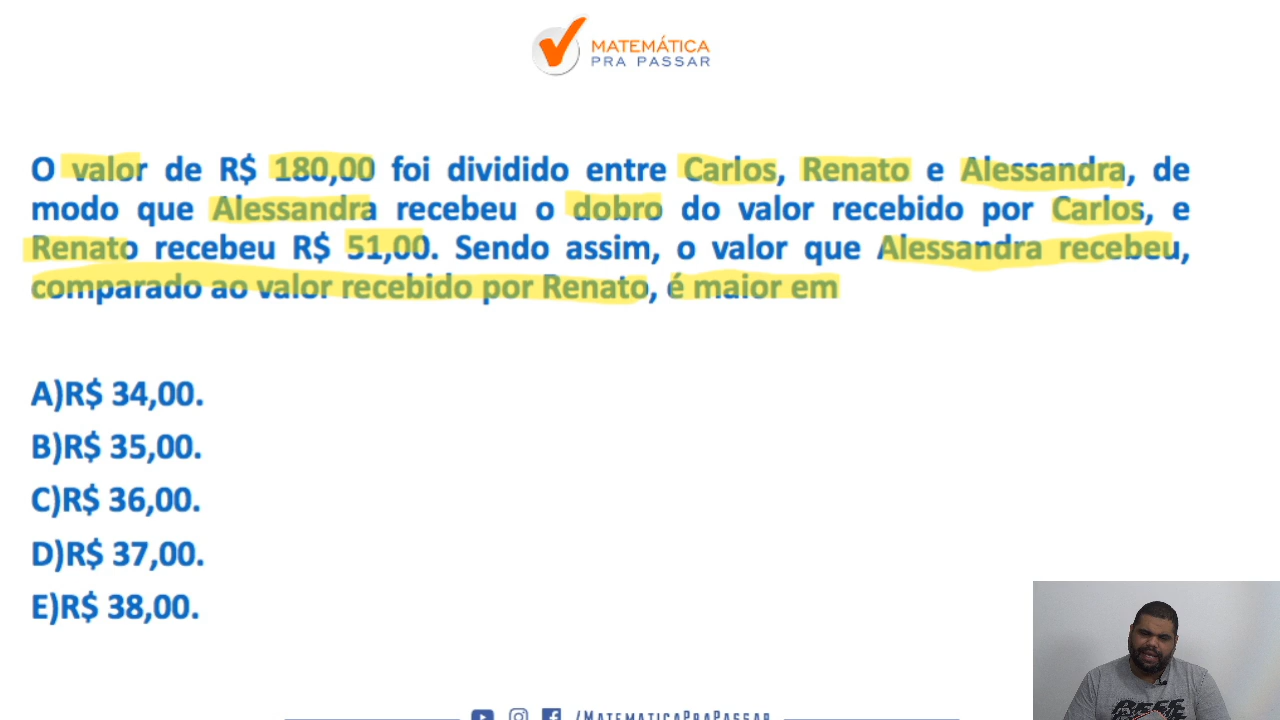 MATEMÁTICA
PRA PASSAR
O valor de R$ 180,00 foi dividido entre Carlos, Renato e Alessandra, de
modo que Alessandra recebeu o dobro do valor recebido por Carlos, e
Renato recebeu R$ 51,00. Sendo assim, o valor que Alessandra recebeu,
comparado ao valor recebido por Renato, é maior em
A)R$ 34,00.
B)R$ 35,00.
C)R$ 36,00.
D)R$ 37,00.
E)R$ 38,00.
/MATEMATICAPRAPASSAR